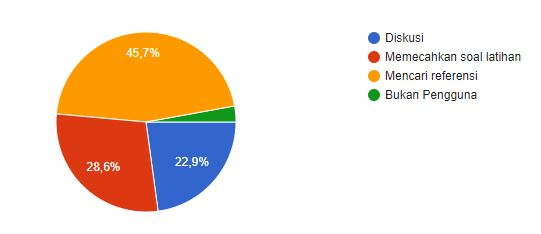 45,7%
28,6%
22,9%
Diskusi
Memecahkan soal latihan
Mencari referensi
Bukan Pengguna